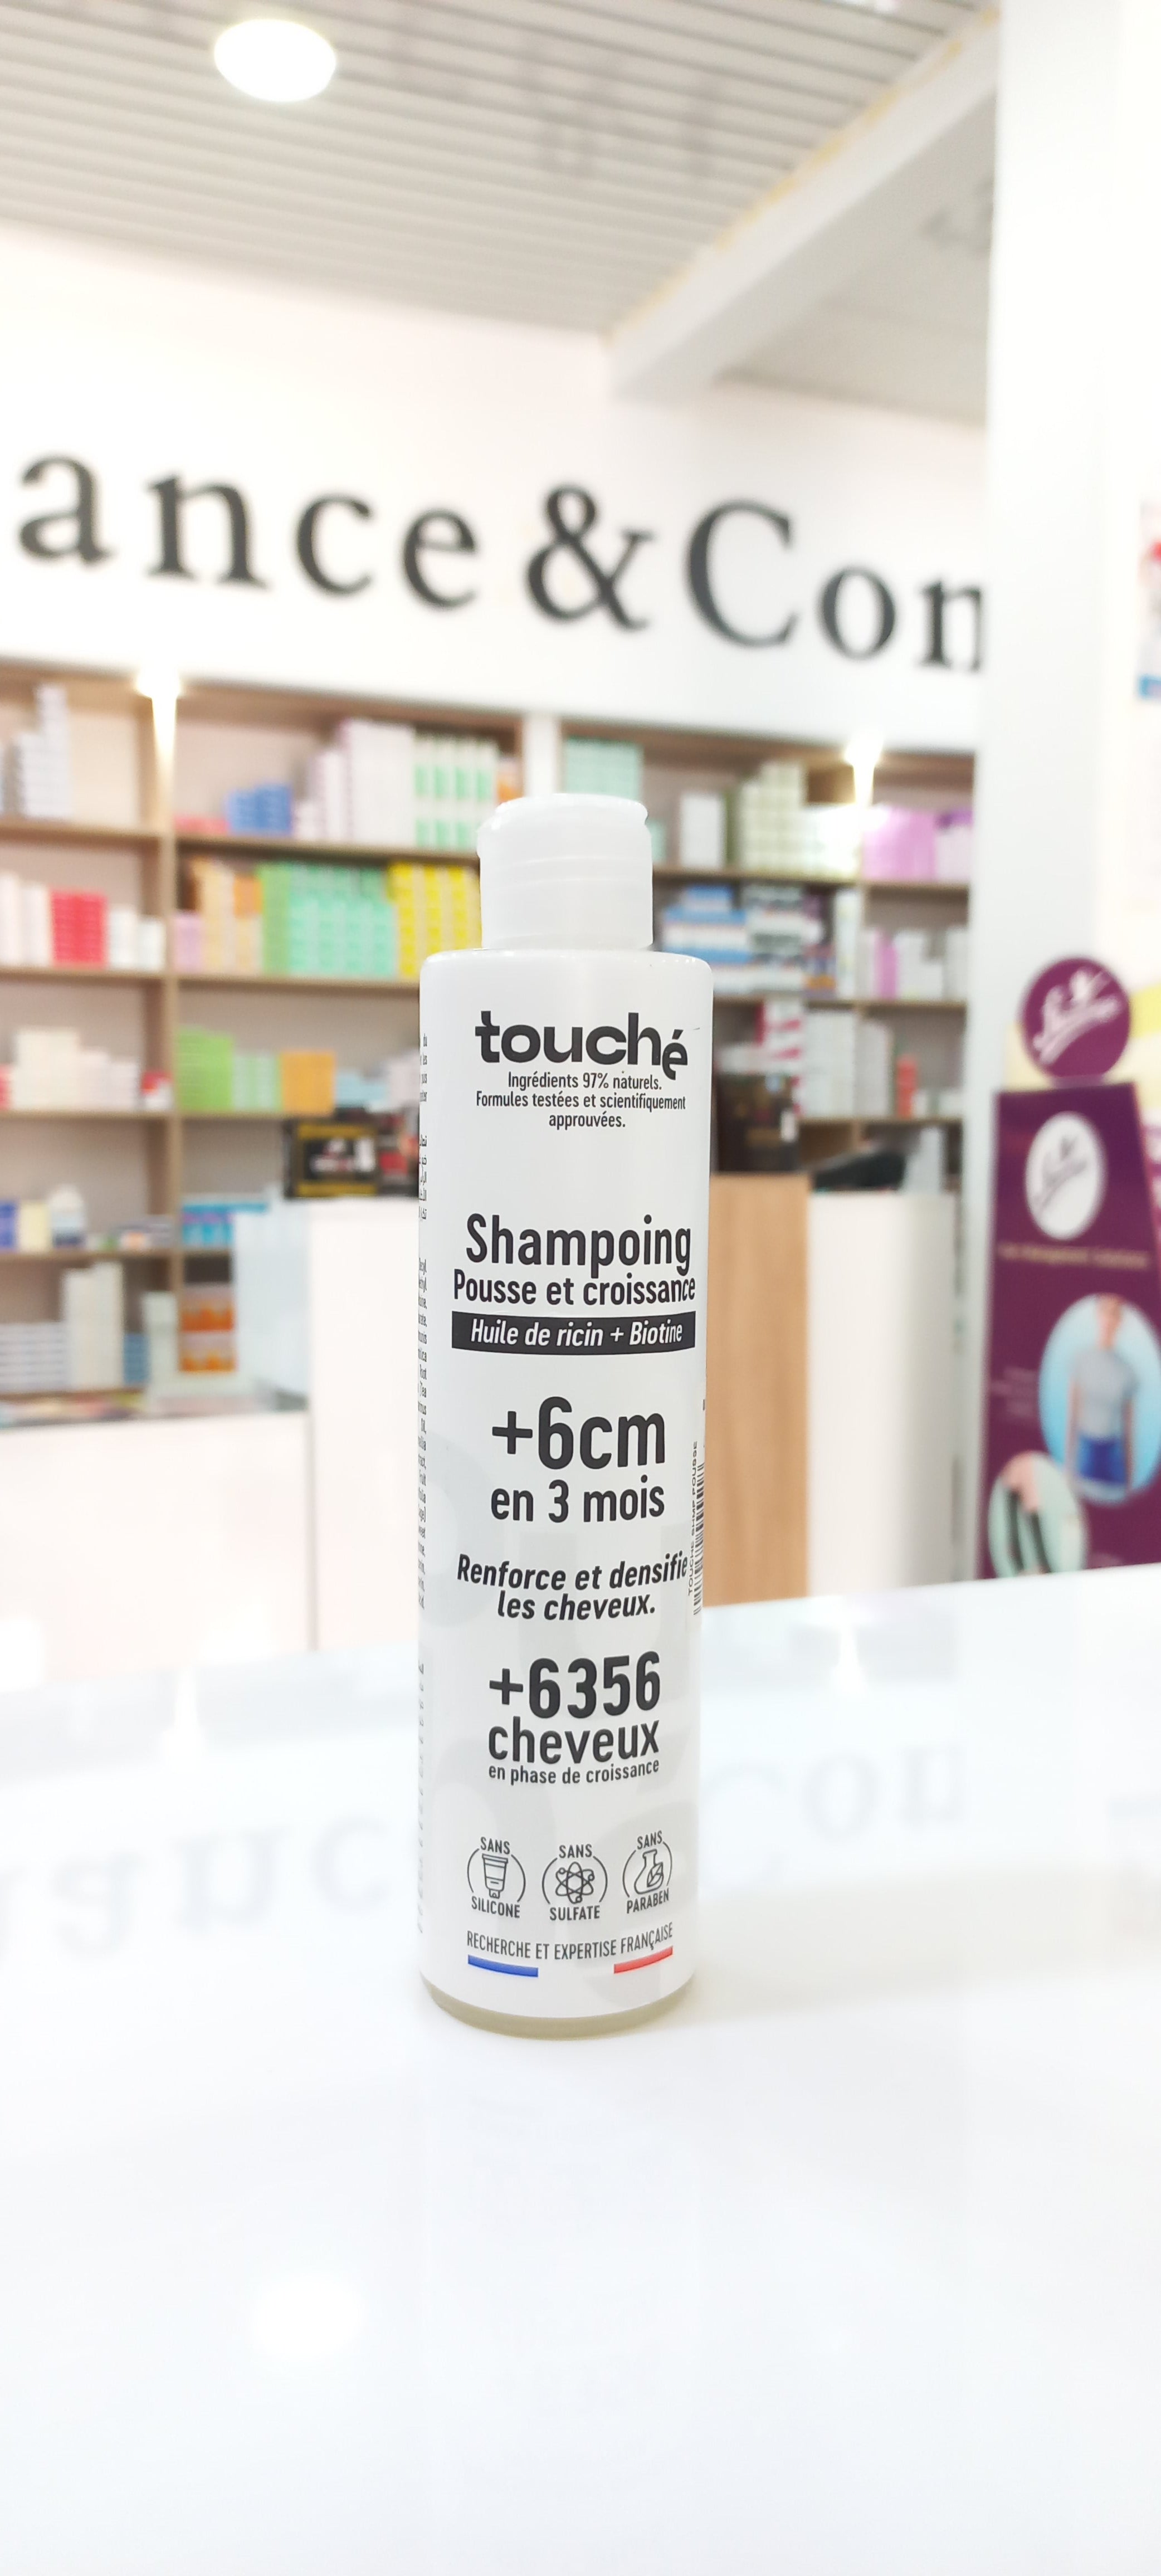 ance & Con
touché
Ingrédients 97% naturels.
Formules testées et scientifiquement
approuvées.
Shampoing
Pousse et croissance
Huile de ricin + Biotine
+6cm
en 3 mois
Renforce et densifie
les cheveux.
+6356
cheveux
en phase de croissance
SANS
SILICONE
SANS
SULFATE
SANS
PARABEN
RECHERCHE ET EXPERTISE FRANÇAISE